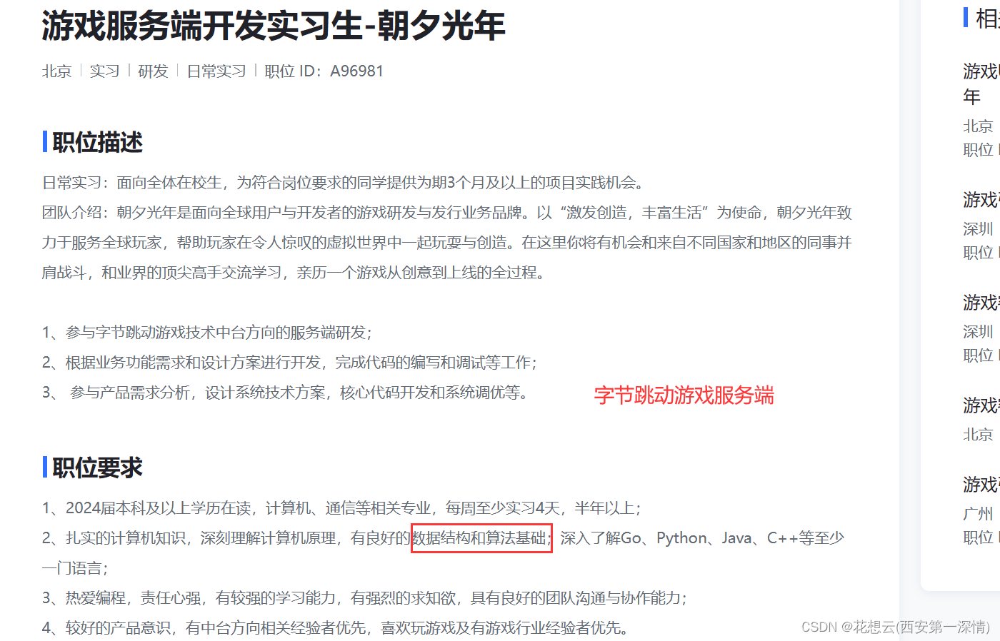 游戏服务端开发实习生-朝夕光年
北京 | 实习 | 研发 | 日常实习 | 职位 ID：A96981
职位描述
日常实习：面向全体在校生，为符合岗位要求的同学提供为期3个月及以上的项目实践机会。
团队介绍：朝夕光年是面向全球用户与开发者的游戏研发与发行业务品牌。以“激发创造，丰富生活”为使命，朝夕光年致
力于服务全球玩家，帮助玩家在令人惊叹的虚拟世界中一起玩耍与创造。在这里你将有机会和来自不同国家和地区的同事并
肩战斗，和业界的顶尖高手交流学习，亲历一个游戏从创意到上线的全过程。
1、参与字节跳动游戏技术中台方向的服务端研发；
2、根据业务功能需求和设计方案进行开发，完成代码的编写和调试等工作；
3、 参与产品需求分析，设计系统技术方案，核心代码开发和系统调优等。
字节跳动游戏服务端
职位要求
1、2024届本科及以上学历在读，计算机、通信等相关专业，每周至少实习4天，半年以上；
2、扎实的计算机知识，深刻理解计算机原理，有良好的数据结构和算法基础；深入了解Go、Python、Java、C++等至少
一门语言；
3、热爱编程，责任心强，有较强的学习能力，有强烈的求知欲，具有良好的团队沟通与协作能力；
4、较好的产品意识，有中台方向相关经验者优先，喜欢玩游戏及有游戏行业经验者优先。
相
游戏
年
北京
职位
游戏
深圳
职位
游戏
深圳
职位
游戏
北京
游戏
广州
职位
CSDN @花想云(西安第一深情)